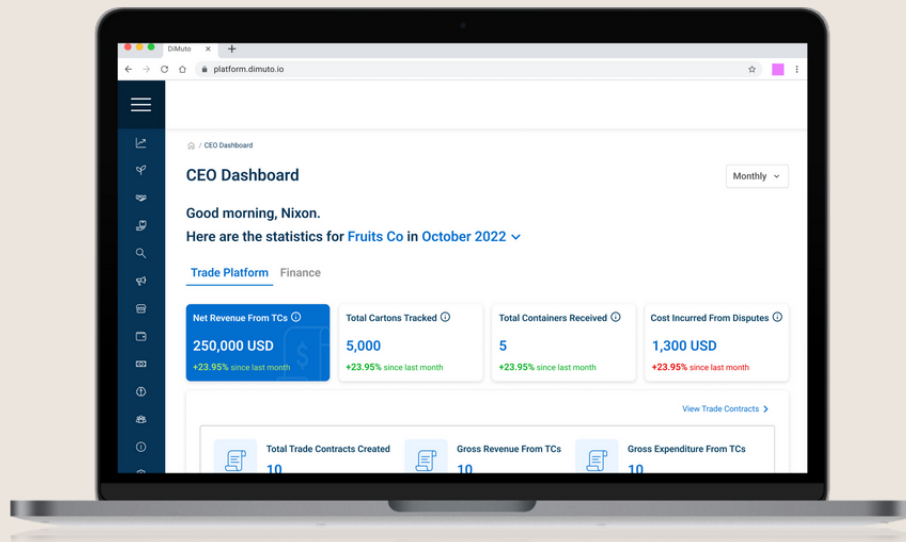 DiMuto
platform.dimuto.io
/ CEO Dashboard
CEO Dashboard
Monthly
Good morning, Nixon.
Here are the statistics for Fruits Co in October 2022
Trade Platform Finance
Net Revenue From TCs
250,000 USD
+23.95% since last month
Total Cartons Tracked
5,000
+23.95% since last month
Total Containers Received
5
+23.95% since last month
Cost Incurred From Disputes
1,300 USD
+23.95% since last month
View Trade Contracts
Total Trade Contracts Created
10
Gross Revenue From TCs
10
Gross Expenditure From TCs
10